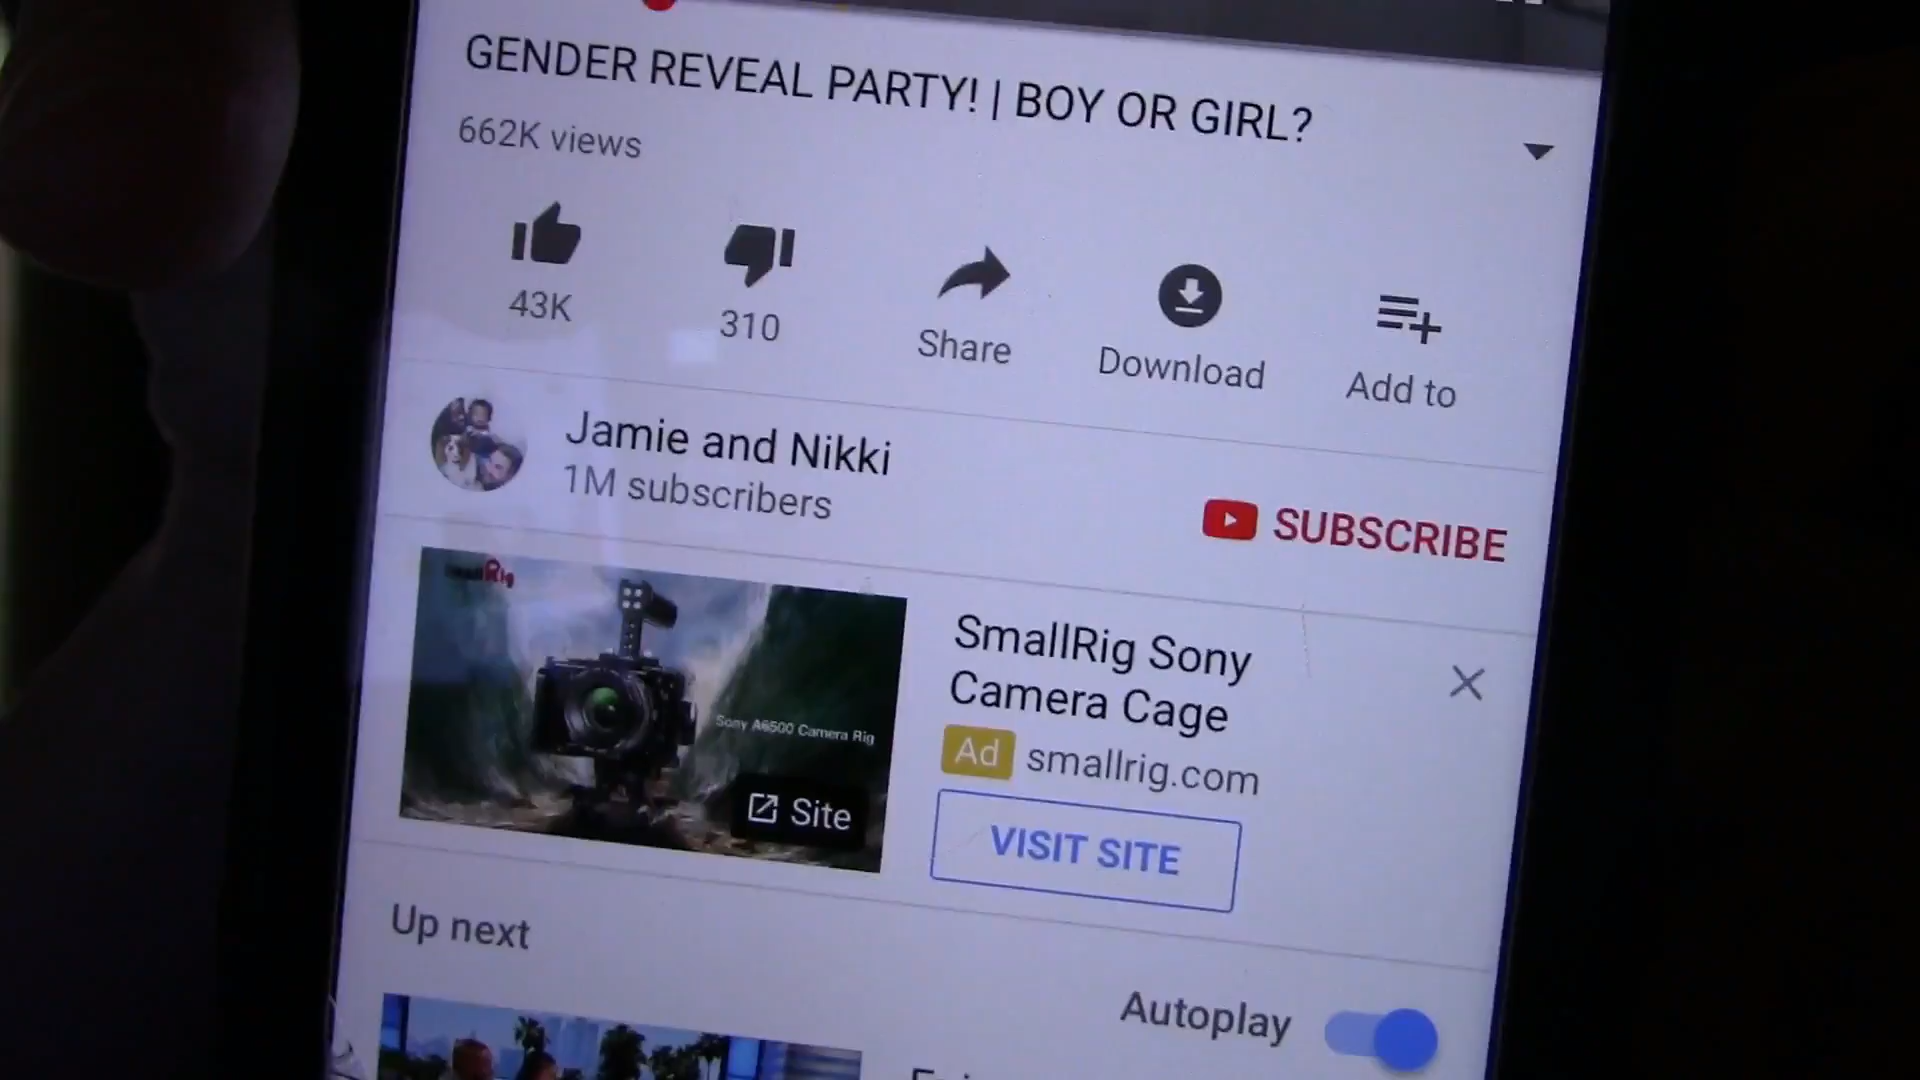 GENDER REVEAL PARTY! | BOY OR GIRL?
662K views
43K
310
Share
Download
Add to
Jamie and Nikki
1M subscribers
SUBSCRIBE
SmallRig Sony
Camera Cage
Ad smallrig.com
VISIT SITE
Sony A6500 Camera Rig
Site
Up next
Autoplay